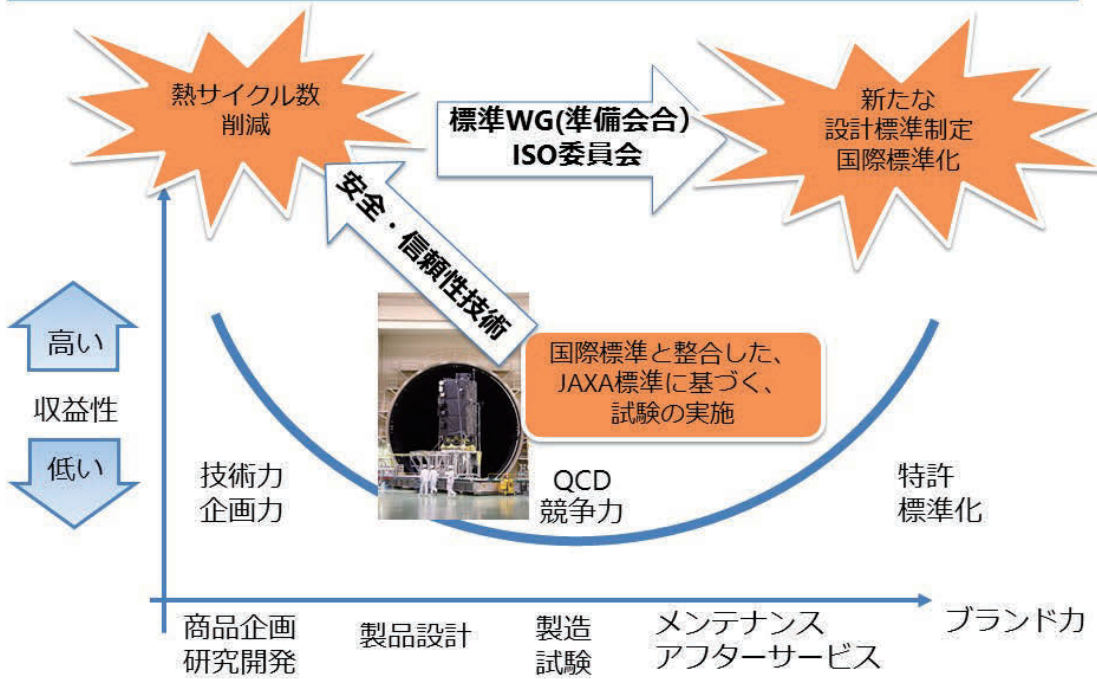 熱サイクル数
削減
標準WG(準備会合)
ISO委員会
新たな
設計標準制定
国際標準化
安全・信頼性技術
高い
収益性
低い
国際標準と整合した、
JAXA標準に基づく、
試験の実施
技術力
企画力
QCD
競争力
特許
標準化
商品企画
研究開発
製品設計
製造
試験
メンテナンス
アフターサービス
ブランド力